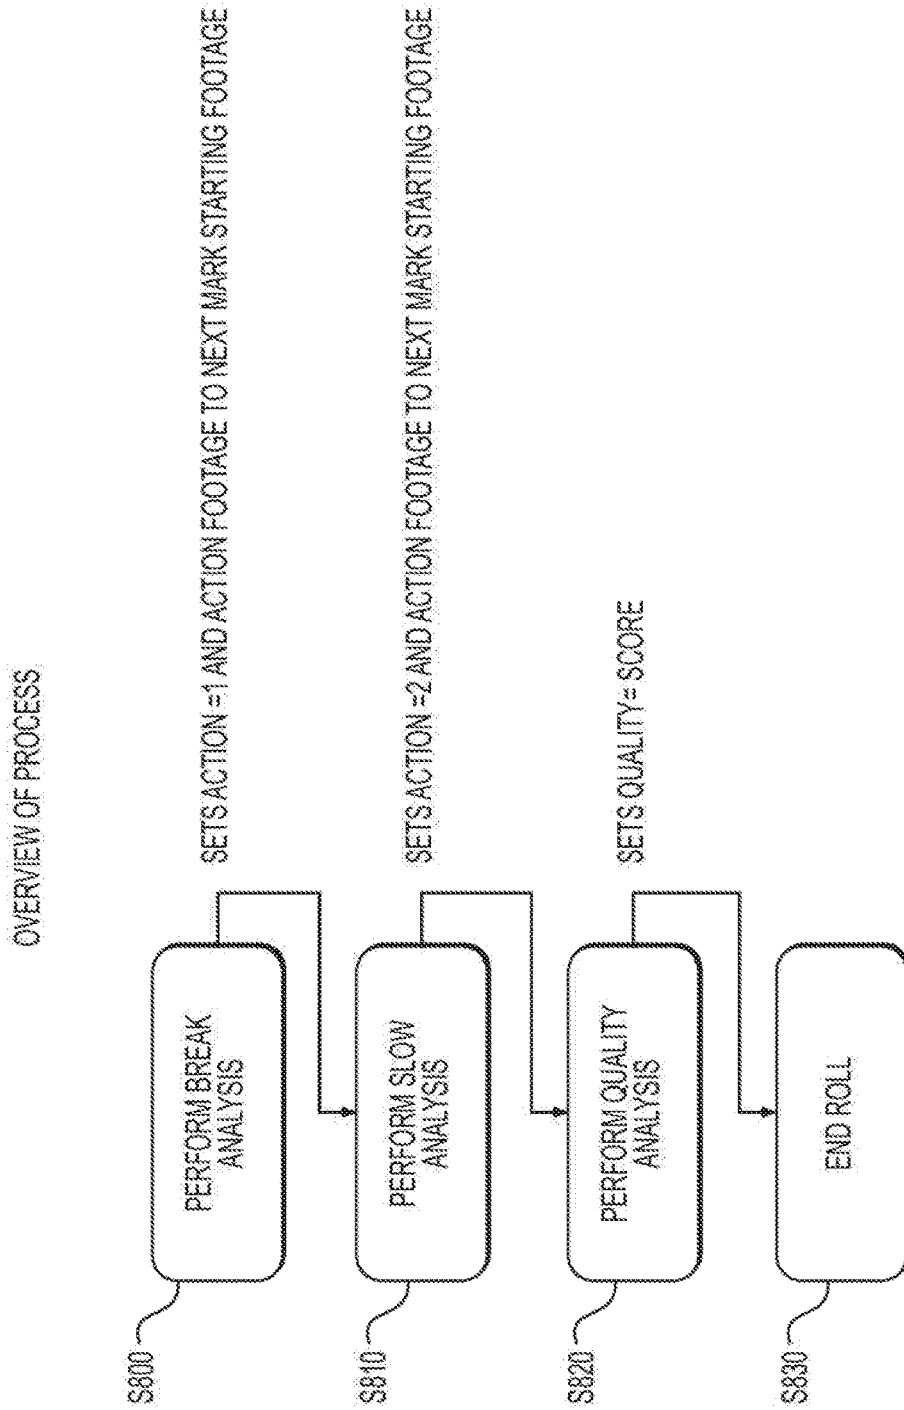 OVERVIEW OF PROCESS
S800
PERFORM BREAK
ANALYSIS
SETS ACTION =1 AND ACTION FOOTAGE TO NEXT MARK STARTING FOOTAGE
S810
PERFORM SLOW
ANALYSIS
SETS ACTION =2 AND ACTION FOOTAGE TO NEXT MARK STARTING FOOTAGE
S820
PERFORM QUALITY
ANALYSIS
SETS QUALITY= SCORE
S830
END ROLL